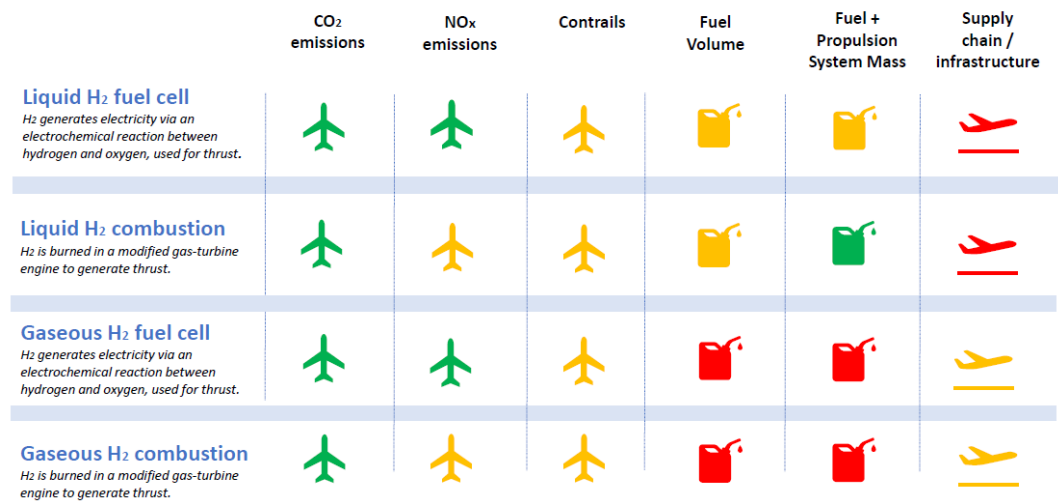 CO₂ emissions
NOₓ emissions
Contrails
Fuel Volume
Fuel + Propulsion System Mass
Supply chain / infrastructure
Liquid H₂ fuel cell
H₂ generates electricity via an
electrochemical reaction between
hydrogen and oxygen, used for thrust.
Liquid H₂ combustion
H₂ is burned in a modified gas-turbine
engine to generate thrust.
Gaseous H₂ fuel cell
H₂ generates electricity via an
electrochemical reaction between
hydrogen and oxygen, used for thrust.
Gaseous H₂ combustion
H₂ is burned in a modified gas-turbine
engine to generate thrust.